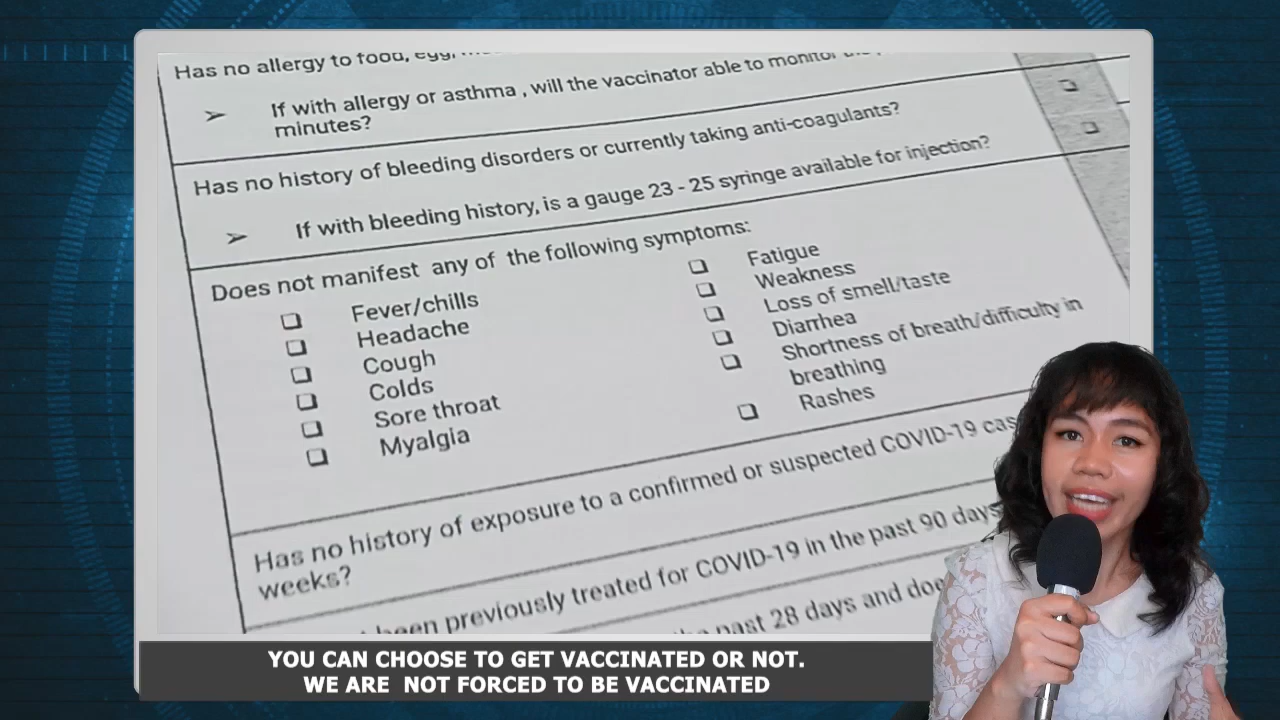 Has no allergy to food, egg,
If with allergy or asthma , will the vaccinator able to monitor the
minutes?
Has no history of bleeding disorders or currently taking anti-coagulants?
➢ If with bleeding history, is a gauge 23 - 25 syringe available for injection?
Does not manifest any of the following symptoms:
❑ Fever/chills
❑ Headache
❑ Cough
❑ Colds
❑ Sore throat
❑ Myalgia
❑ Fatigue
❑ Weakness
❑ Loss of smell/taste
❑ Diarrhea
❑ Shortness of breath/difficulty in
breathing
❑ Rashes
Has no history of exposure to a confirmed or suspected COVID-19
weeks?
been previously treated for COVID-19 in the past 90 days
past 28 days and
YOU CAN CHOOSE TO GET VACCINATED OR NOT.
WE ARE NOT FORCED TO BE VACCINATED